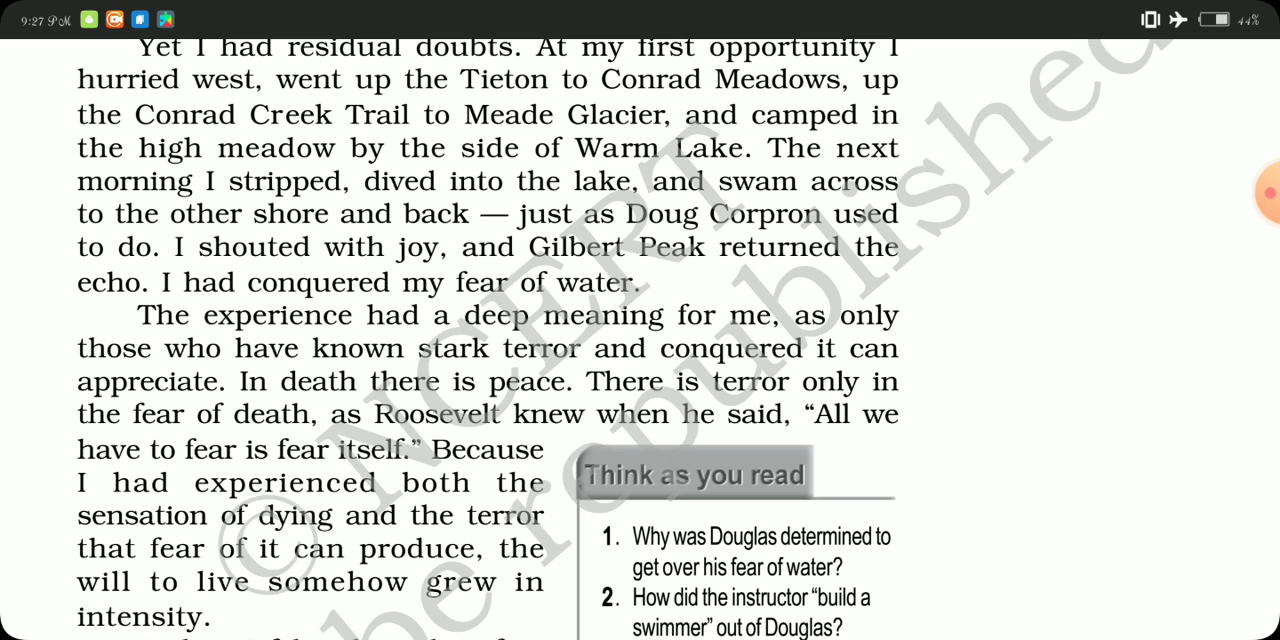 9:27 PM
44%
Yet I had residual doubts. At my first opportunity I
hurried west, went up the Tieton to Conrad Meadows, up
the Conrad Creek Trail to Meade Glacier, and camped in
the high meadow by the side of Warm Lake. The next
morning I stripped, dived into the lake, and swam across
to the other shore and back — just as Doug Corpron used
to do. I shouted with joy, and Gilbert Peak returned the
echo. I had conquered my fear of water.
The experience had a deep meaning for me, as only
those who have known stark terror and conquered it can
appreciate. In death there is peace. There is terror only in
the fear of death, as Roosevelt knew when he said, “All we
have to fear is fear itself.” Because
I had experienced both the
sensation of dying and the terror
that fear of it can produce, the
will to live somehow grew in
intensity.
Think as you read
1. Why was Douglas determined to
get over his fear of water?
2. How did the instructor “build a
swimmer” out of Douglas?
© NCERT
be republished